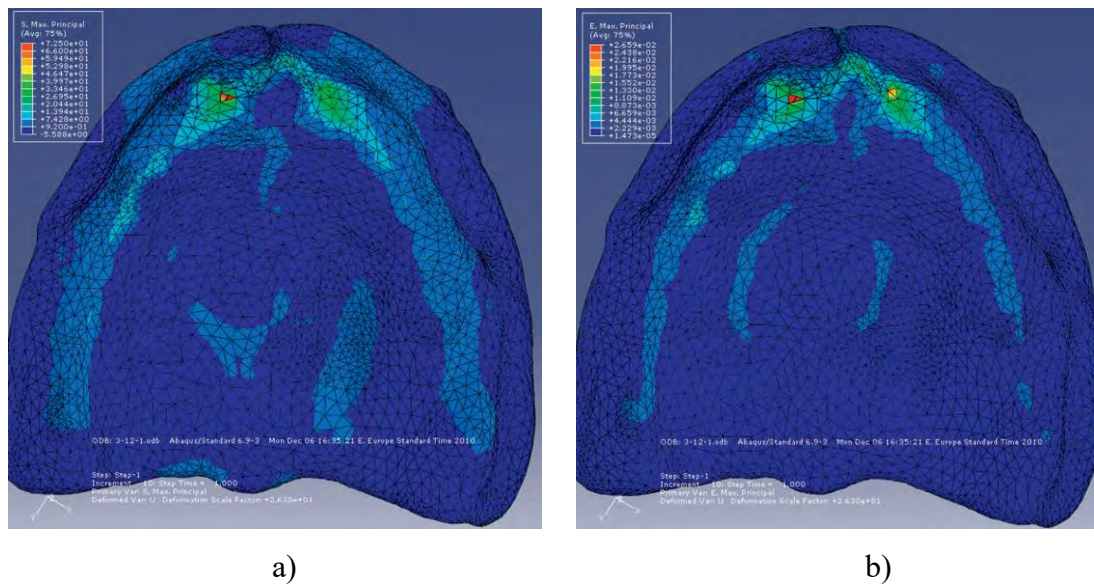 S, Max. Principal
(Avg: 75%)
+7.250e+01
+6.600e+01
+5.949e+01
+5.298e+01
+4.647e+01
+3.997e+01
+3.346e+01
+2.695e+01
+2.044e+01
+1.394e+01
+7.428e+00
+9.200e-01
-5.588e+00
ODB: 3-12-1.odb Abaqus/Standard 6.9-3 Mon Dec 06 16:35:21 E. Europe Standard Time 2010
Step: Step-1
Increment 10: Step Time = 1.000
Primary Var: S, Max. Principal
Deformed Var: U Deformation Scale Factor: +2.630e+01
Y
a)
E, Max. Principal
(Avg: 75%)
+2.659e-02
+2.438e-02
+2.216e-02
+1.995e-02
+1.773e-02
+1.552e-02
+1.330e-02
+1.109e-02
+8.873e-03
+6.659e-03
+4.444e-03
+2.229e-03
+1.473e-05
ODB: 3-12-1.odb Abaqus/Standard 6.9-3 Mon Dec 06 16:35:21 E. Europe Standard Time 2010
Step: Step-1
Increment 10: Step Time = 1.000
Primary Var: E, Max. Principal
Deformed Var: U Deformation Scale Factor: +2.630e+01
Y
b)